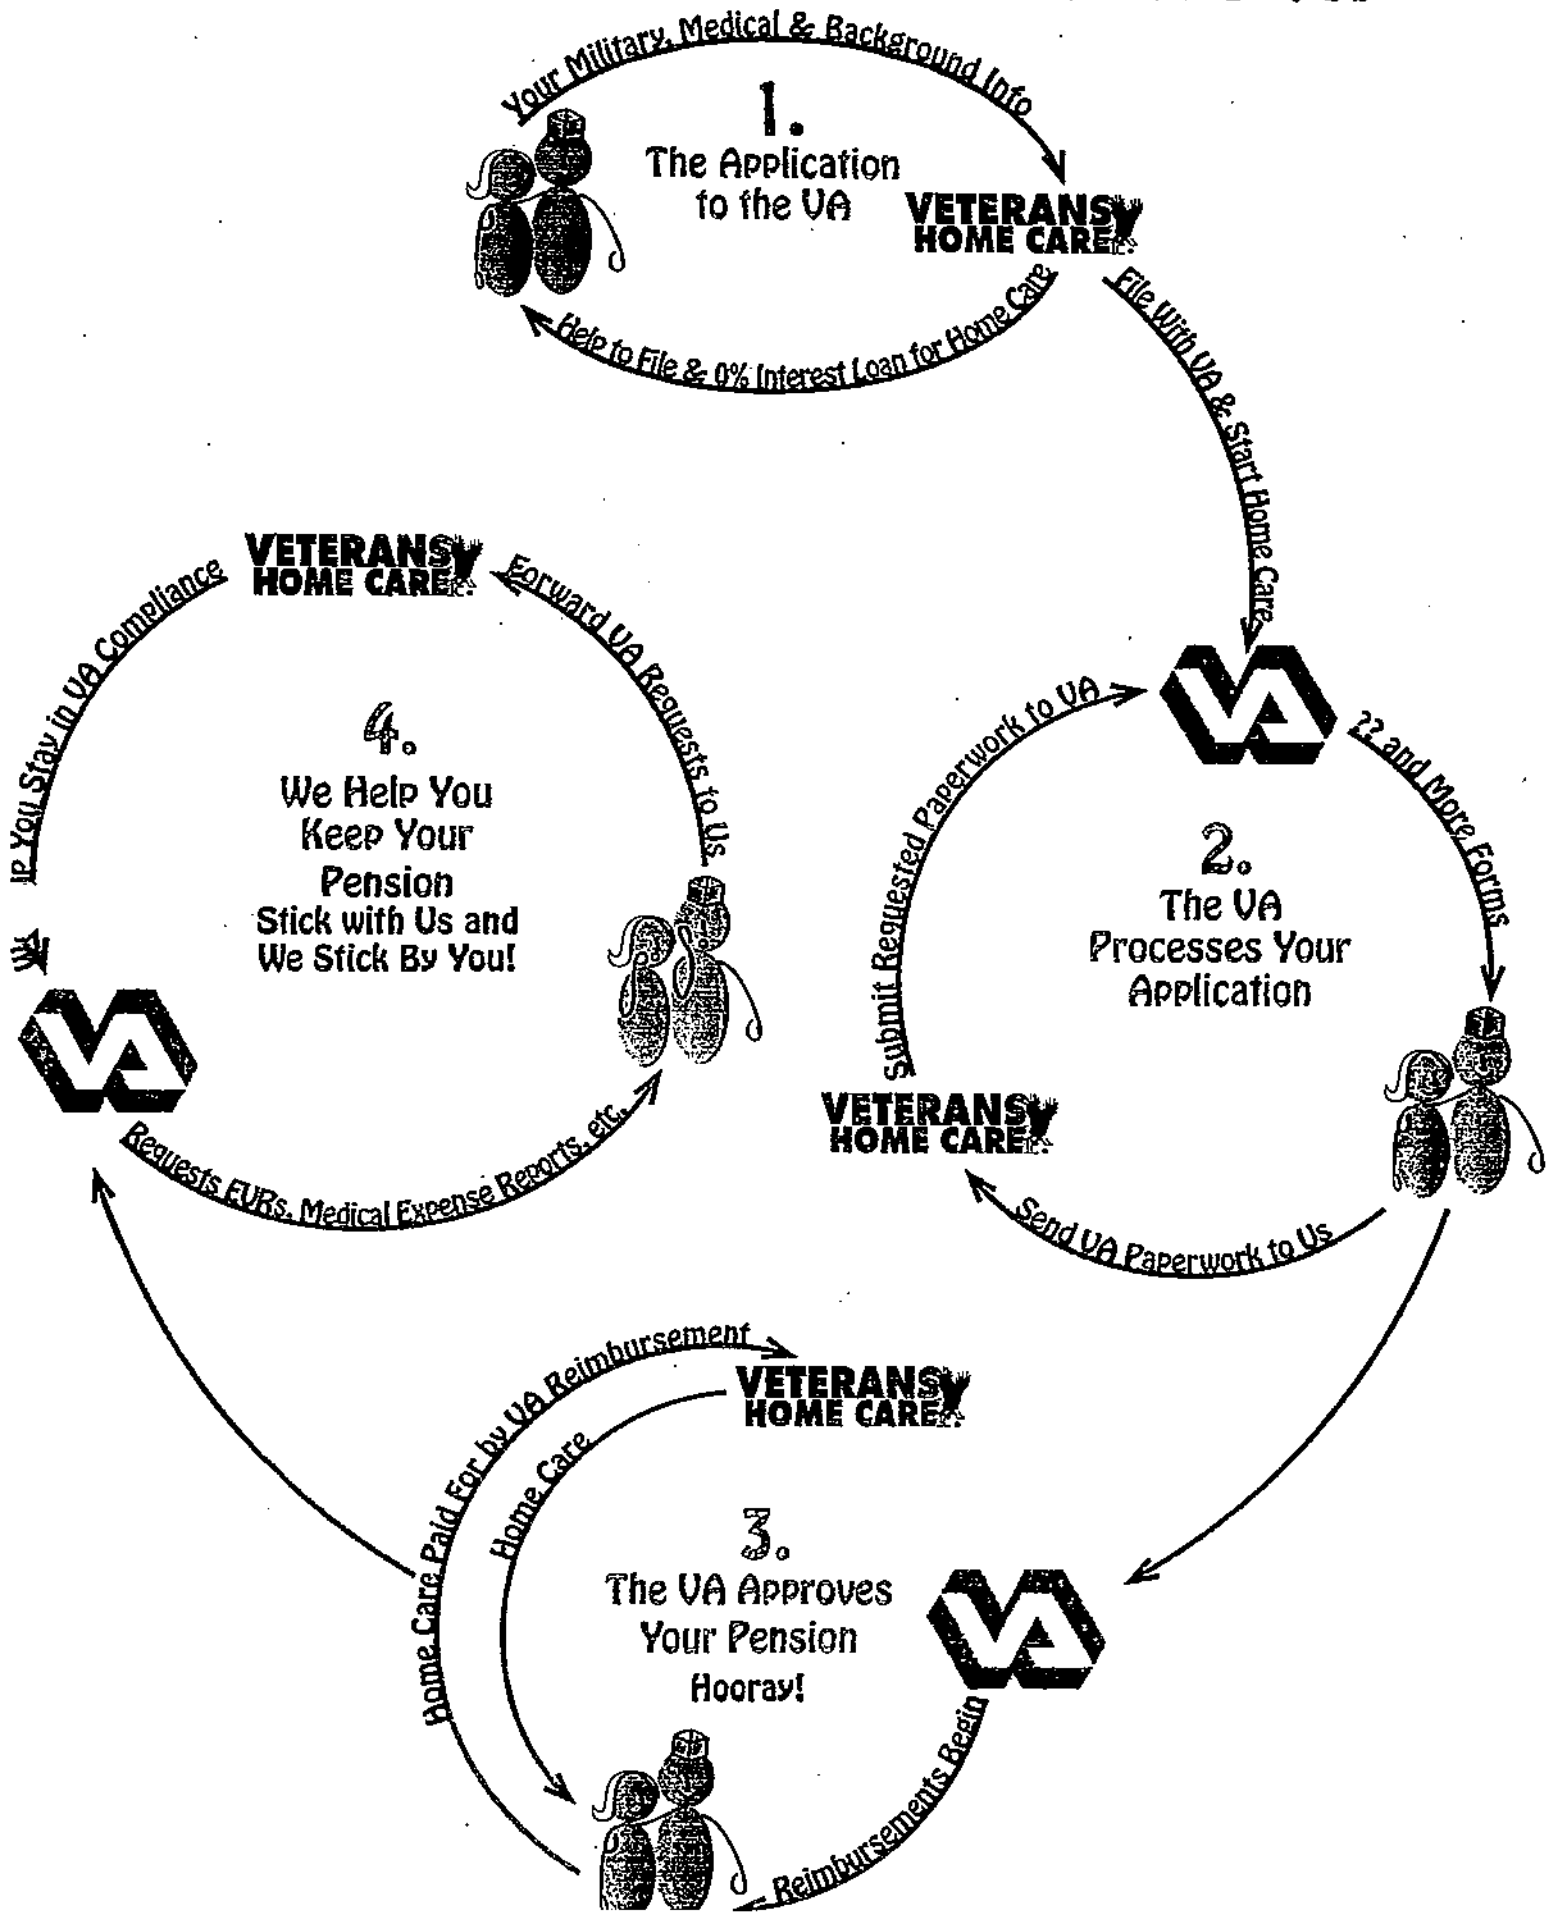 Your Military, Medical & Background Info
1.
The Application
to the VA
VETERANS
HOME CARE
Help to File & 0% Interest Loan for Home Care
File With VA & Start Home Care
VA
?? and More Forms
2.
The VA
Processes Your
Application
Send VA Paperwork to Us
VETERANS
HOME CARE
Submit Requested Paperwork to VA
VETERANS
HOME CARE
Home Care
Home Care Paid For by VA Reimbursement
3.
The VA Approves
Your Pension
Hooray!
VA
Reimbursements Begin
VETERANS
HOME CARE
Forward VA Requests to Us
4.
We Help You
Keep Your
Pension
Stick with Us and
We Stick By You!
You Stay in VA Compliance
VA
Requests EVRs, Medical Expense Reports, etc.